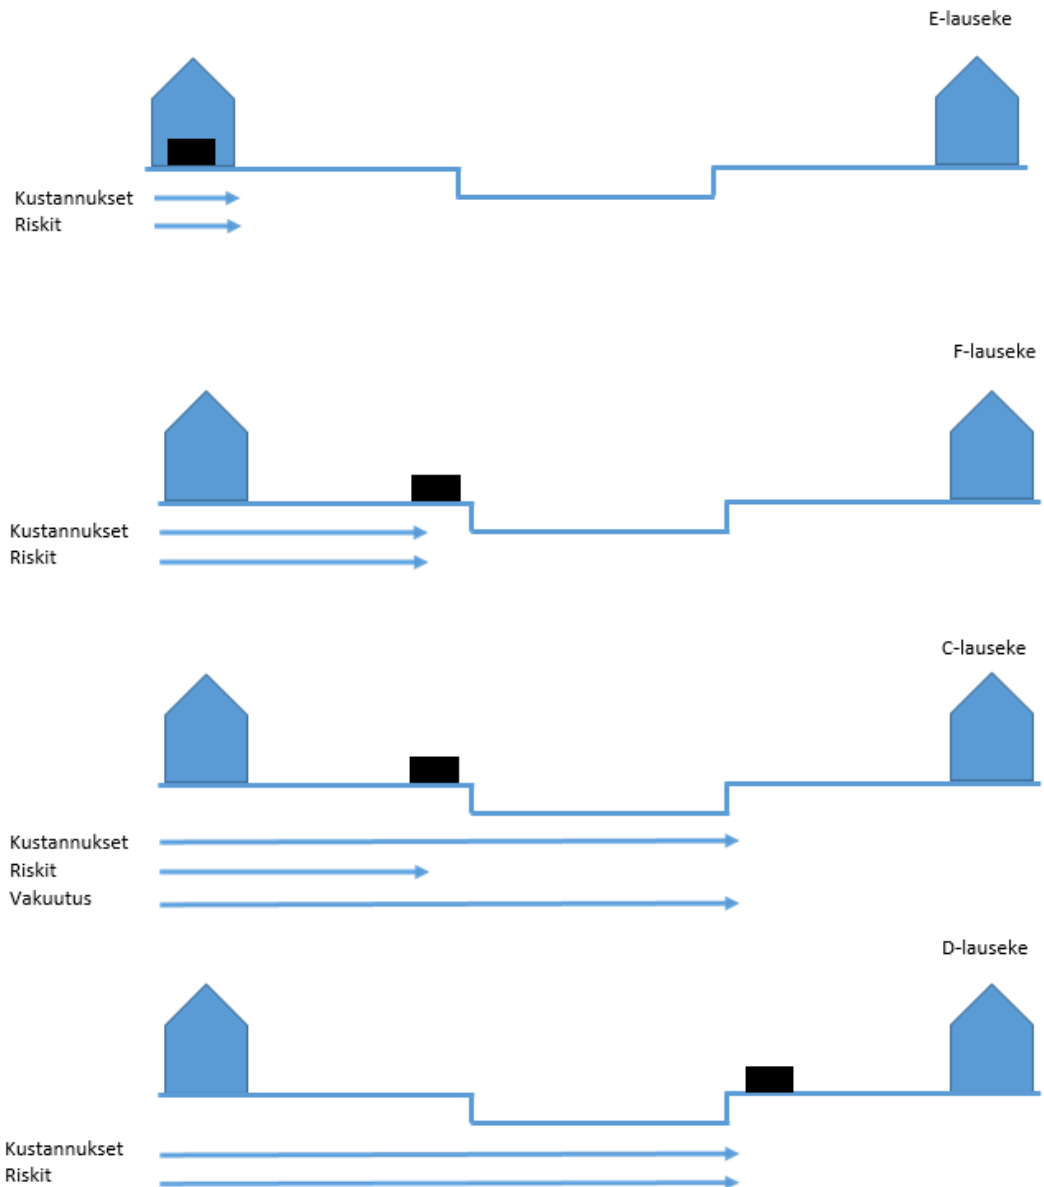 E-lauseke
Kustannukset
Riskit
F-lauseke
Kustannukset
Riskit
C-lauseke
Kustannukset
Riskit
Vakuutus
D-lauseke
Kustannukset
Riskit